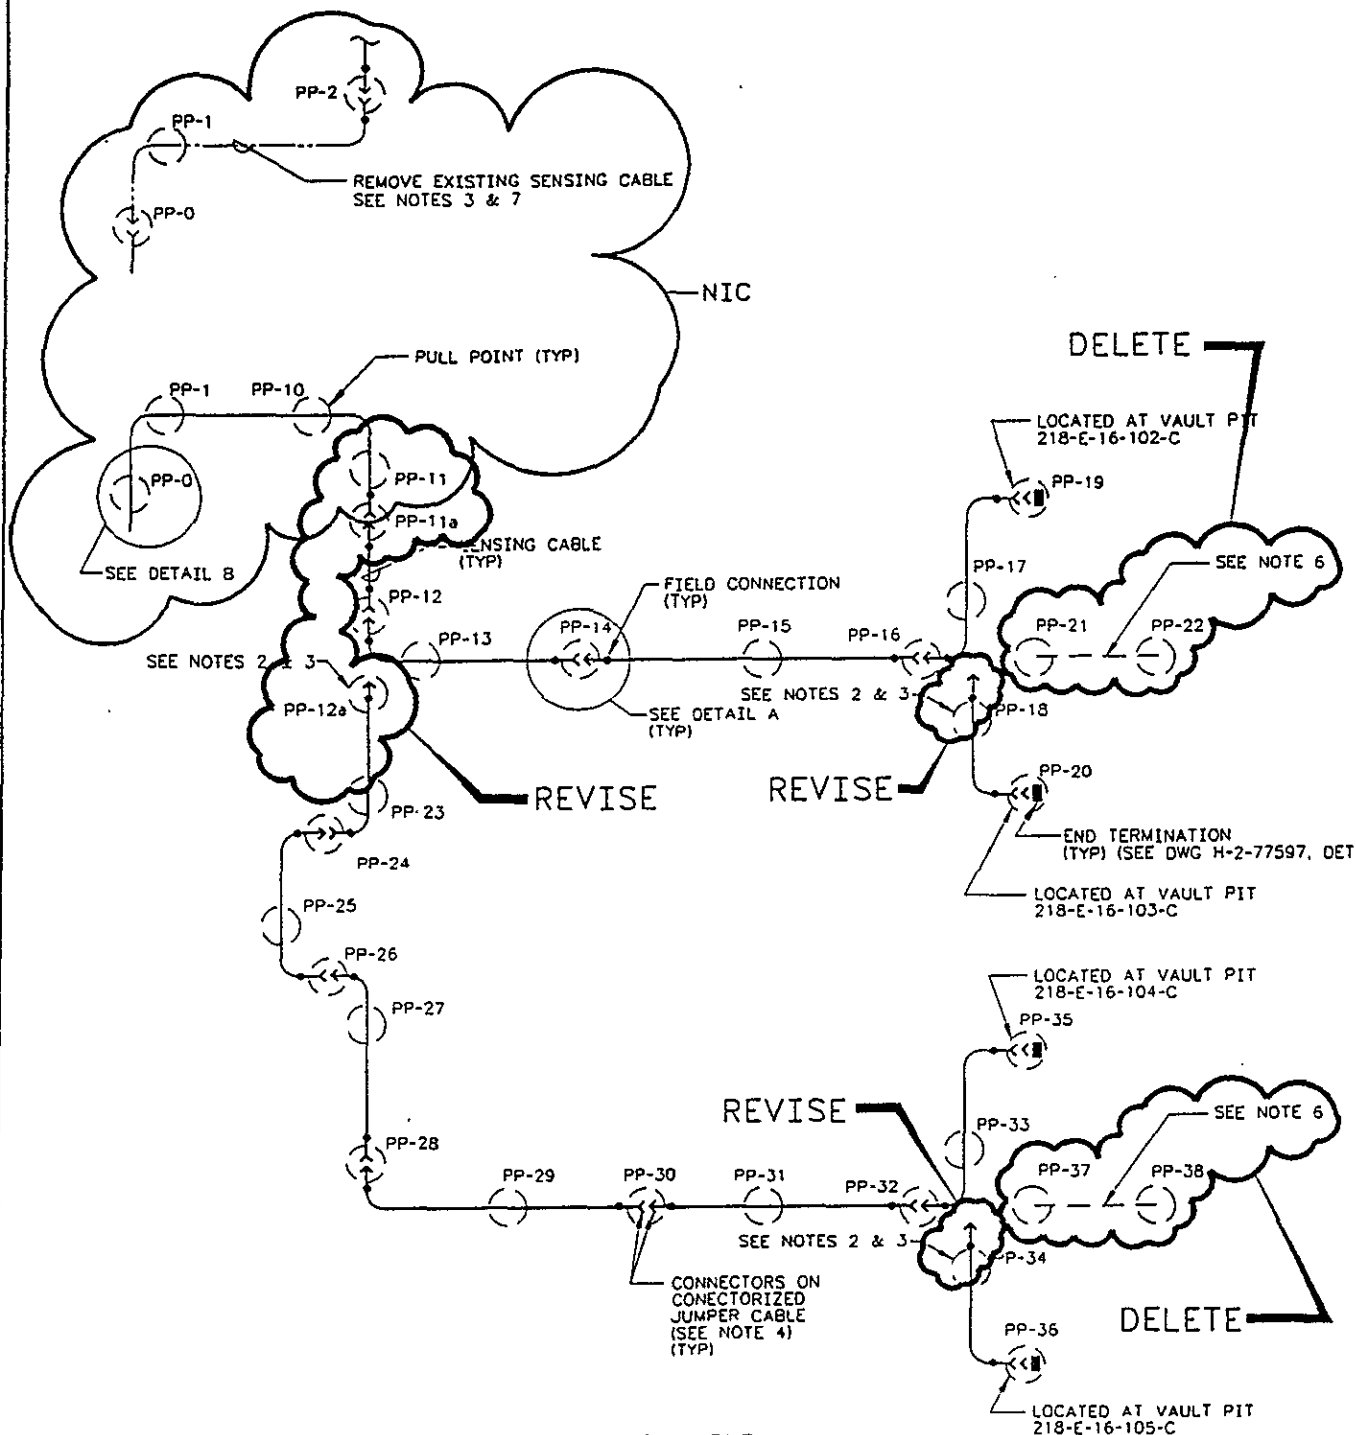 PP-2
PP-1
REMOVE EXISTING SENSING CABLE
SEE NOTES 3 & 7
PP-0
NIC
PULL POINT (TYP)
DELETE
PP-1
PP-10
LOCATED AT VAULT PIT
218-E-16-102-C
PP-11
PP-0
PP-19
PP-11a
ENSING CABLE
(TYP)
SEE DETAIL B
SEE NOTE 6
PP-17
FIELD CONNECTION
(TYP)
PP-12
PP-13
PP-14
PP-15
PP-16
PP-21
PP-22
SEE NOTES 2 & 3
SEE NOTES 2 & 3
PP-12a
SEE DETAIL A
(TYP)
PP-18
REVISE
REVISE
PP-20
PP-23
END TERMINATION
(TYP) (SEE DWG H-2-77597, DET
PP-24
LOCATED AT VAULT PIT
218-E-16-103-C
PP-25
PP-26
LOCATED AT VAULT PIT
218-E-16-104-C
PP-27
PP-35
REVISE
SEE NOTE 6
PP-33
PP-28
PP-29
PP-30
PP-31
PP-32
PP-37
PP-38
SEE NOTES 2 & 3
P-34
CONNECTORS ON
CONECTORIZED
JUMPER CABLE
(SEE NOTE 4)
(TYP)
DELETE
PP-36
LOCATED AT VAULT PIT
218-E-16-105-C